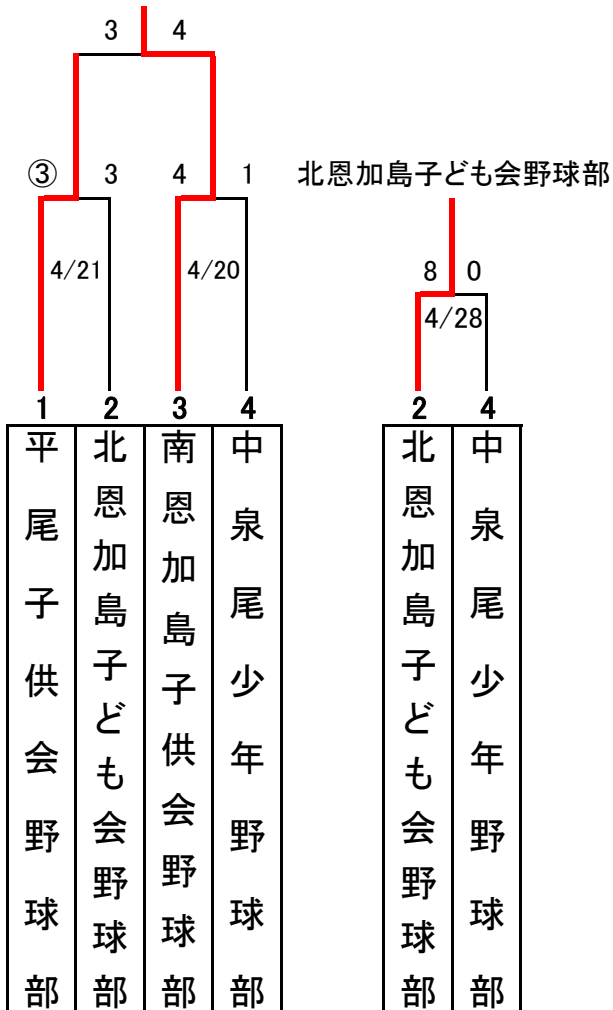 3 4
③ 3 4 1 北恩加島子ども会野球部
4/21 4/20 8 0
4/28
1 2 3 4 2 4
平尾子供会野球部
北恩加島子ども会野球部
南恩加島子供会野球部
中泉尾少年野球部
北恩加島子ども会野球部
中泉尾少年野球部